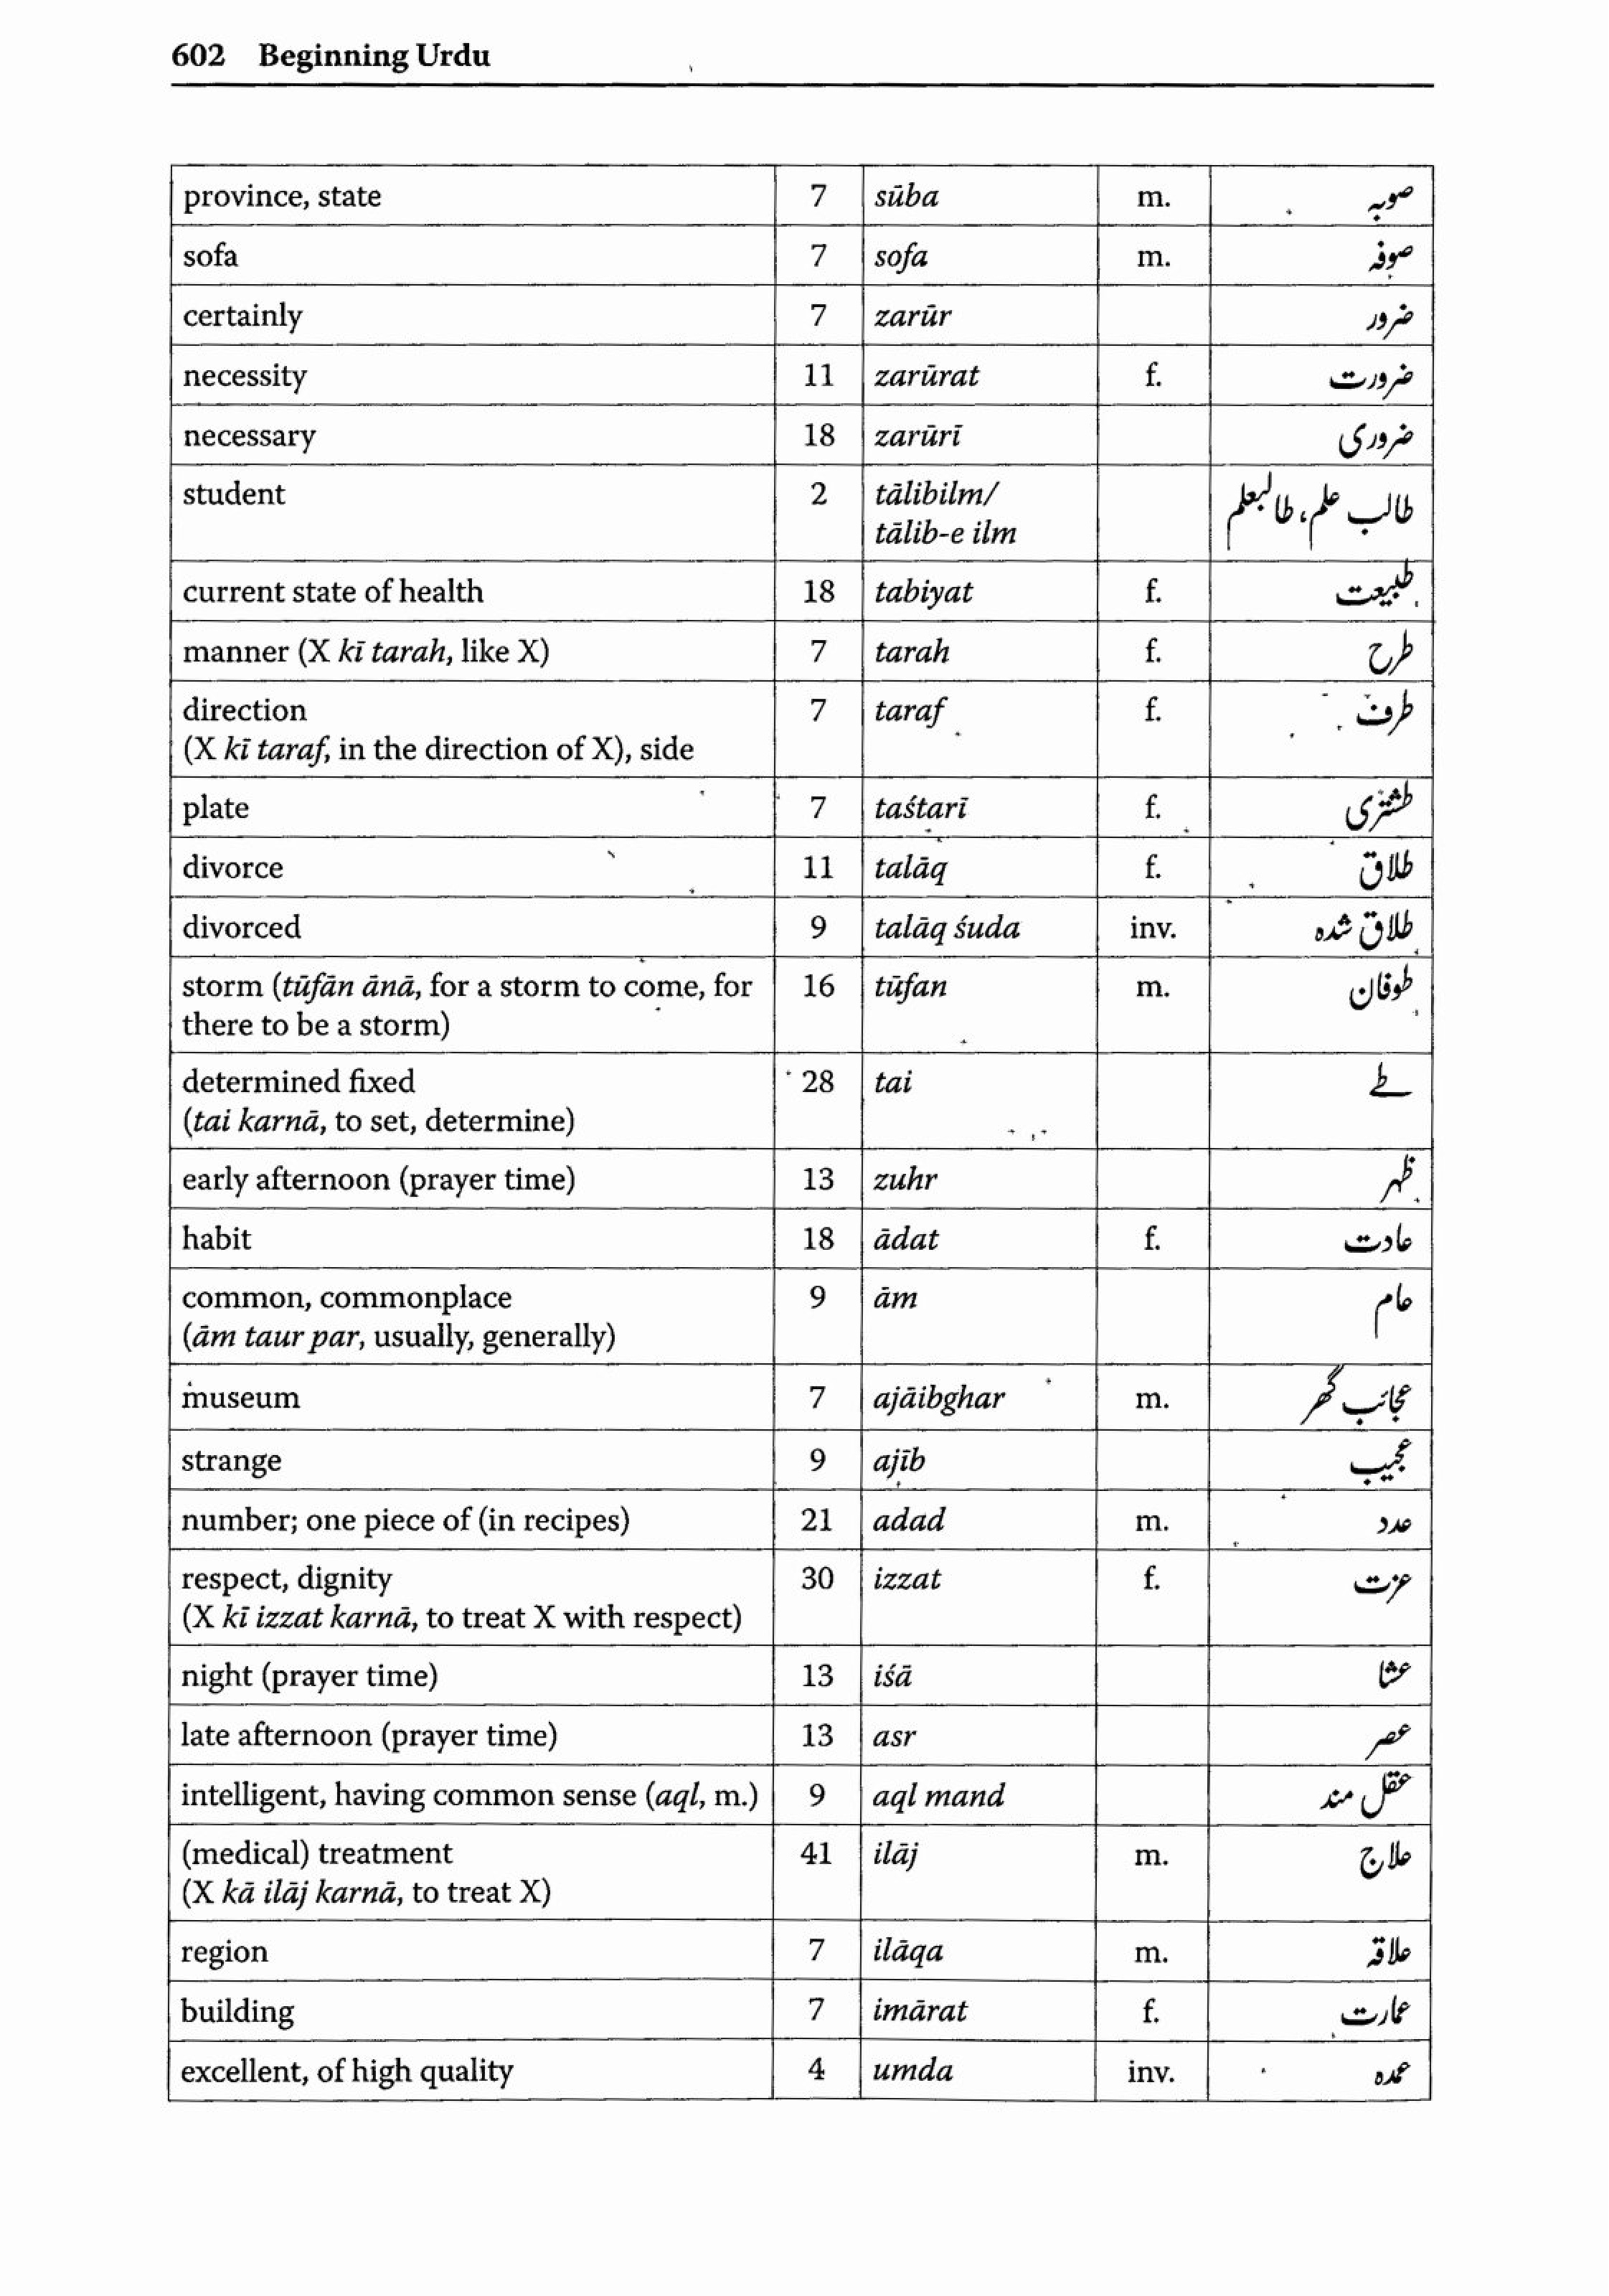 602 Beginning Urdu
province, state 7 sūba m. صوبہ
sofa 7 sofa m. صوفہ
certainly 7 zarūr ضرور
necessity 11 zarūrat f. ضرورت
necessary 18 zarūrī ضروری
student 2 tālibilm/ طالب علم، طالبعلم
tālib-e ilm
current state of health 18 tabiyat f. طبیعت
manner (X kī tarah, like X) 7 tarah f. طرح
direction 7 taraf f. طرف
(X kī taraf, in the direction of X), side
plate 7 taśtarī f. طشتری
divorce 11 talāq f. طلاق
divorced 9 talāq śuda inv. طلاق شدہ
storm (tūfān ānā, for a storm to come, for 16 tūfan m. طوفان
there to be a storm)
determined fixed 28 tai طے
(tai karnā, to set, determine)
early afternoon (prayer time) 13 zuhr ظہر
habit 18 ādat f. عادت
common, commonplace 9 ām عام
(ām taur par, usually, generally)
museum 7 ajāibghar m. عجائب گھر
strange 9 ajīb عجیب
number; one piece of (in recipes) 21 adad m. عدد
respect, dignity 30 izzat f. عزت
(X kī izzat karnā, to treat X with respect)
night (prayer time) 13 iśā عشا
late afternoon (prayer time) 13 asr عصر
intelligent, having common sense (aql, m.) 9 aql mand عقل مند
(medical) treatment 41 ilāj m. علاج
(X kā ilāj karnā, to treat X)
region 7 ilāqa m. علاقہ
building 7 imārat f. عمارت
excellent, of high quality 4 umda inv. عمدہ